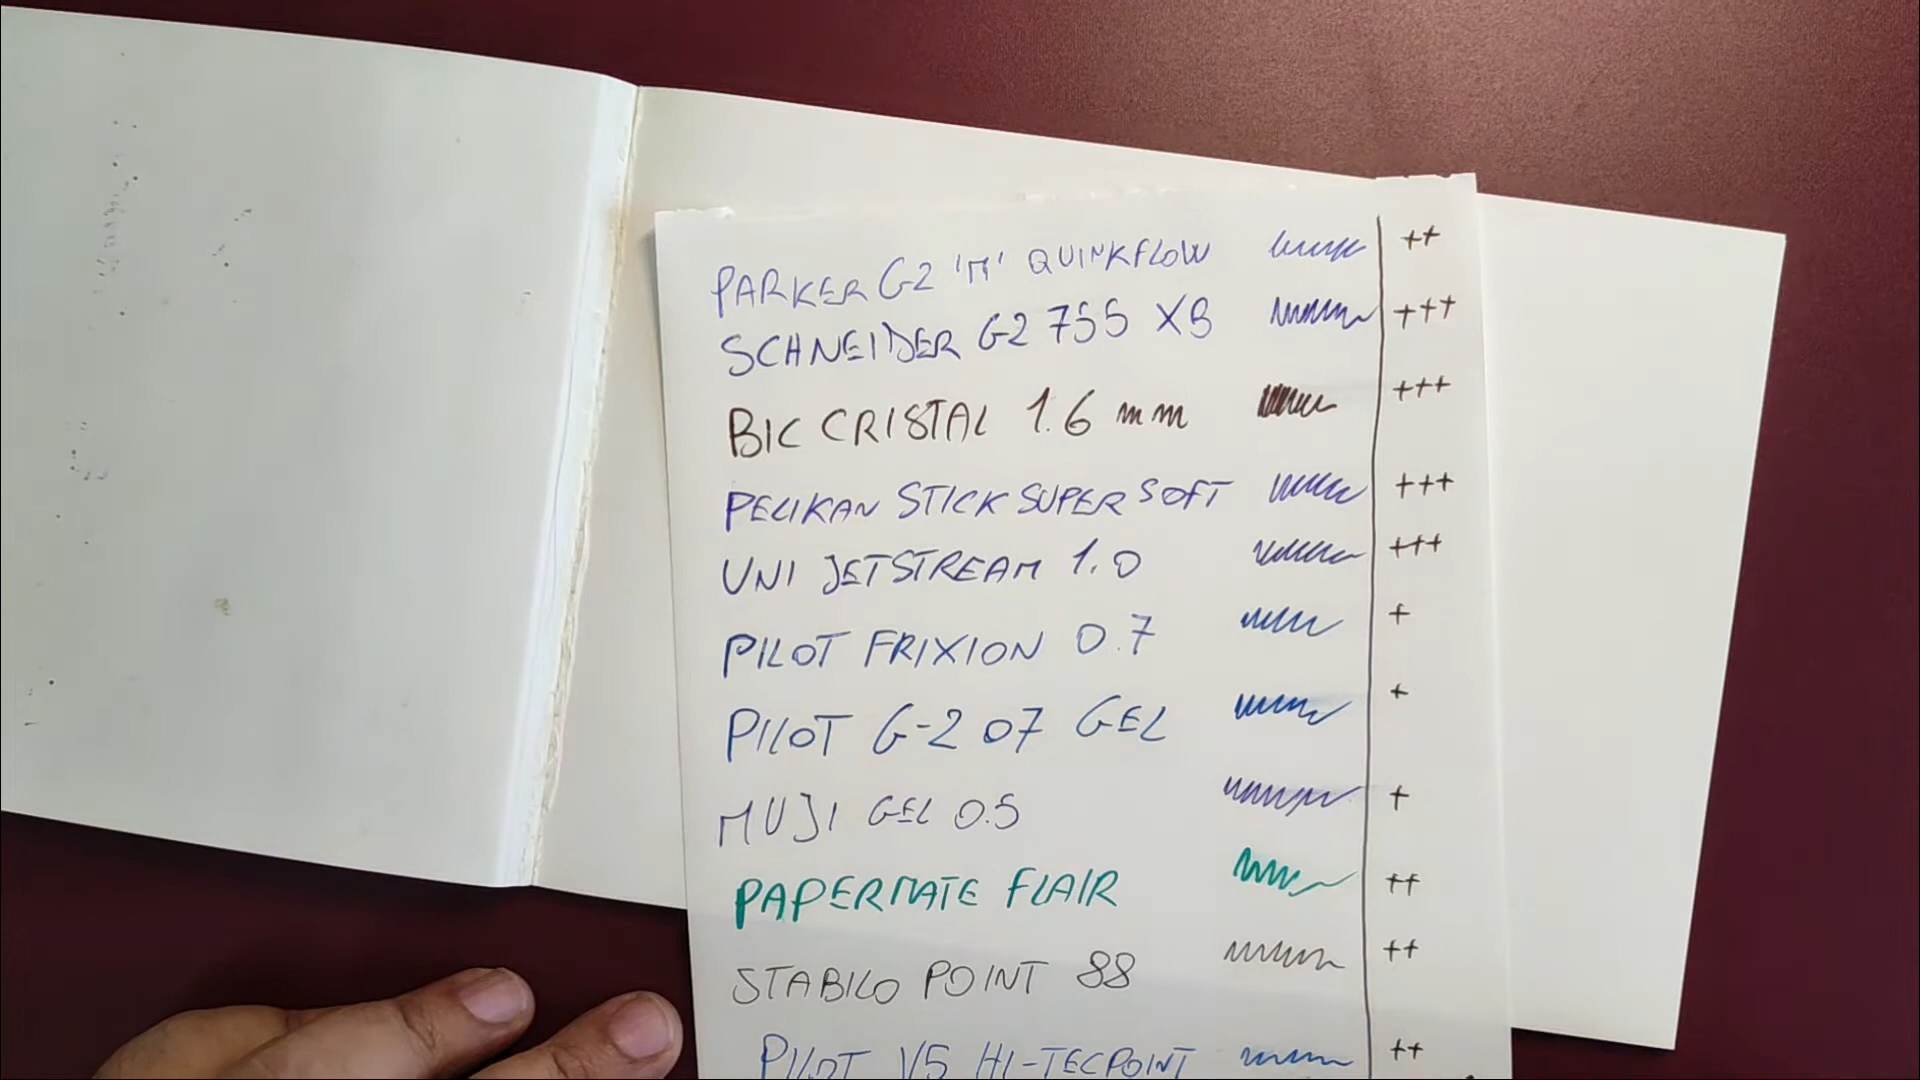 PARKER G2 'M' QUINKFLOW ++
SCHNEIDER G2 755 XB +++
BIC CRISTAL 1.6 mm +++
PELIKAN STICK SUPER SOFT +++
UNI JETSTREAM 1.0 +++
PILOT FRIXION 0.7 +
PILOT G-2 07 GEL +
MUJI GEL 0.5 +
PAPERMATE FLAIR ++
STABILO POINT 88 ++
PILOT V5 HI-TECPOINT ++